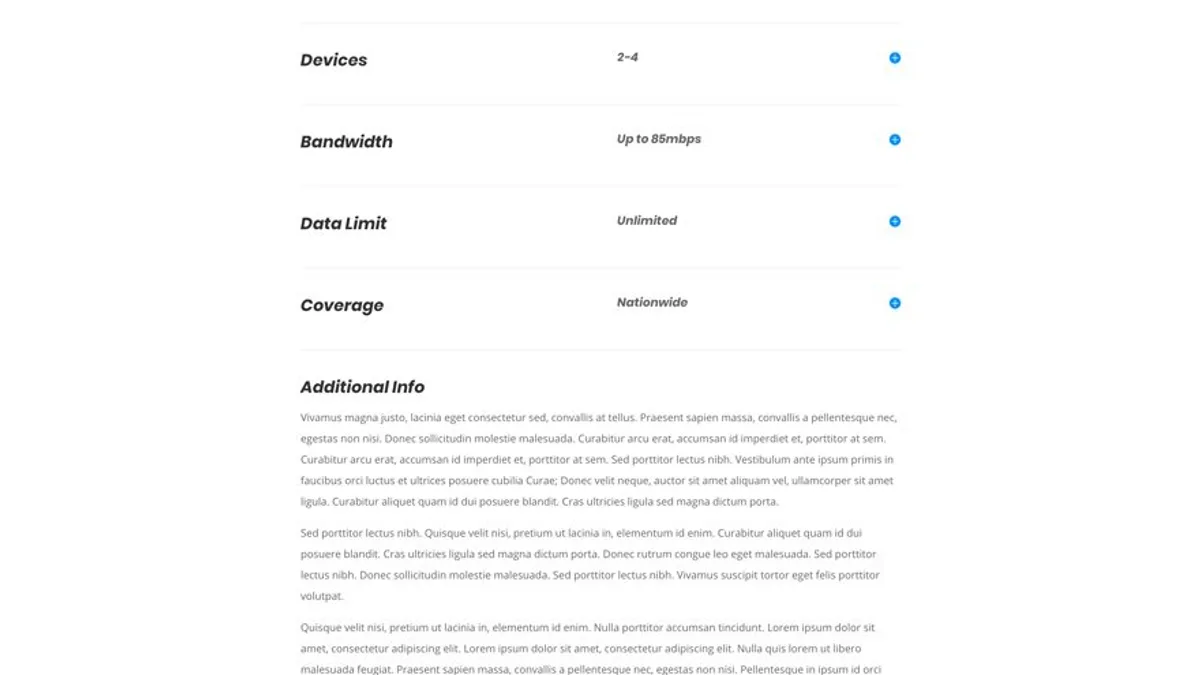 Devices
2-4
Bandwidth
Up to 85mbps
Data Limit
Unlimited
Coverage
Nationwide
Additional Info
Vivamus magna justo, lacinia eget consectetur sed, convallis at tellus. Praesent sapien massa, convallis a pellentesque nec,
egestas non nisi. Donec sollicitudin molestie malesuada. Curabitur arcu erat, accumsan id imperdiet et, porttitor at sem.
Curabitur arcu erat, accumsan id imperdiet et, porttitor at sem. Sed porttitor lectus nibh. Vestibulum ante ipsum primis in
faucibus orci luctus et ultrices posuere cubilia Curae; Donec velit neque, auctor sit amet aliquam vel, ullamcorper sit amet
ligula. Curabitur aliquet quam id dui posuere blandit. Cras ultricies ligula sed magna dictum porta.
Sed porttitor lectus nibh. Quisque velit nisi, pretium ut lacinia in, elementum id enim. Curabitur aliquet quam id dui
posuere blandit. Cras ultricies ligula sed magna dictum porta. Donec rutrum congue leo eget malesuada. Sed porttitor
lectus nibh. Donec sollicitudin molestie malesuada. Sed porttitor lectus nibh. Vivamus suscipit tortor eget felis porttitor
volutpat.
Quisque velit nisi, pretium ut lacinia in, elementum id enim. Nulla porttitor accumsan tincidunt. Lorem ipsum dolor sit
amet, consectetur adipiscing elit. Lorem ipsum dolor sit amet, consectetur adipiscing elit. Nulla quis lorem ut libero
malesuada feugiat. Praesent sapien massa, convallis a pellentesque nec, egestas non nisi. Pellentesque in ipsum id orci